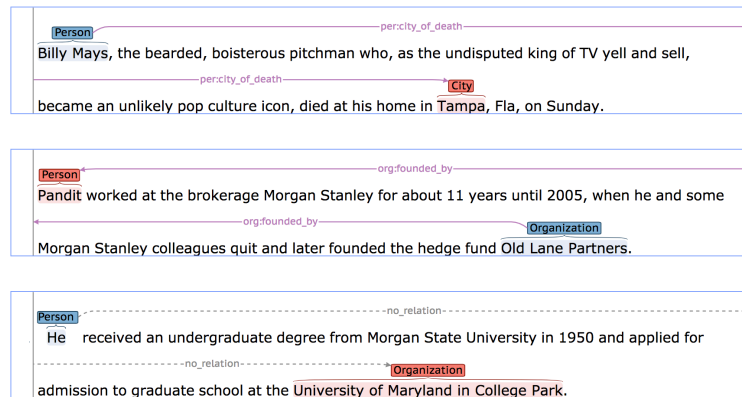 Person per:city_of_death
Billy Mays, the bearded, boisterous pitchman who, as the undisputed king of TV yell and sell,
per:city_of_death City
became an unlikely pop culture icon, died at his home in Tampa, Fla, on Sunday.
Person org:founded_by
Pandit worked at the brokerage Morgan Stanley for about 11 years until 2005, when he and some
org:founded_by Organization
Morgan Stanley colleagues quit and later founded the hedge fund Old Lane Partners.
Person no_relation
He received an undergraduate degree from Morgan State University in 1950 and applied for
no_relation Organization
admission to graduate school at the University of Maryland in College Park.